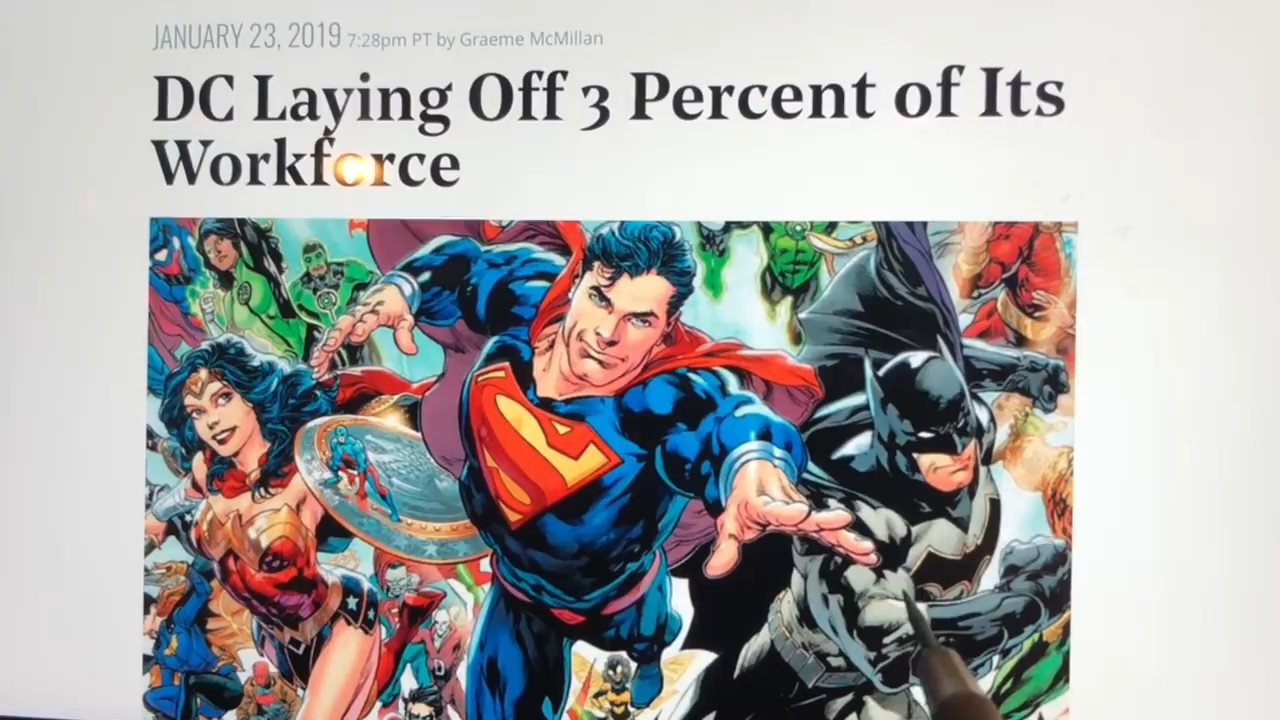 JANUARY 23, 2019 7:28pm PT by Graeme McMillan
DC Laying Off 3 Percent of Its
Workforce